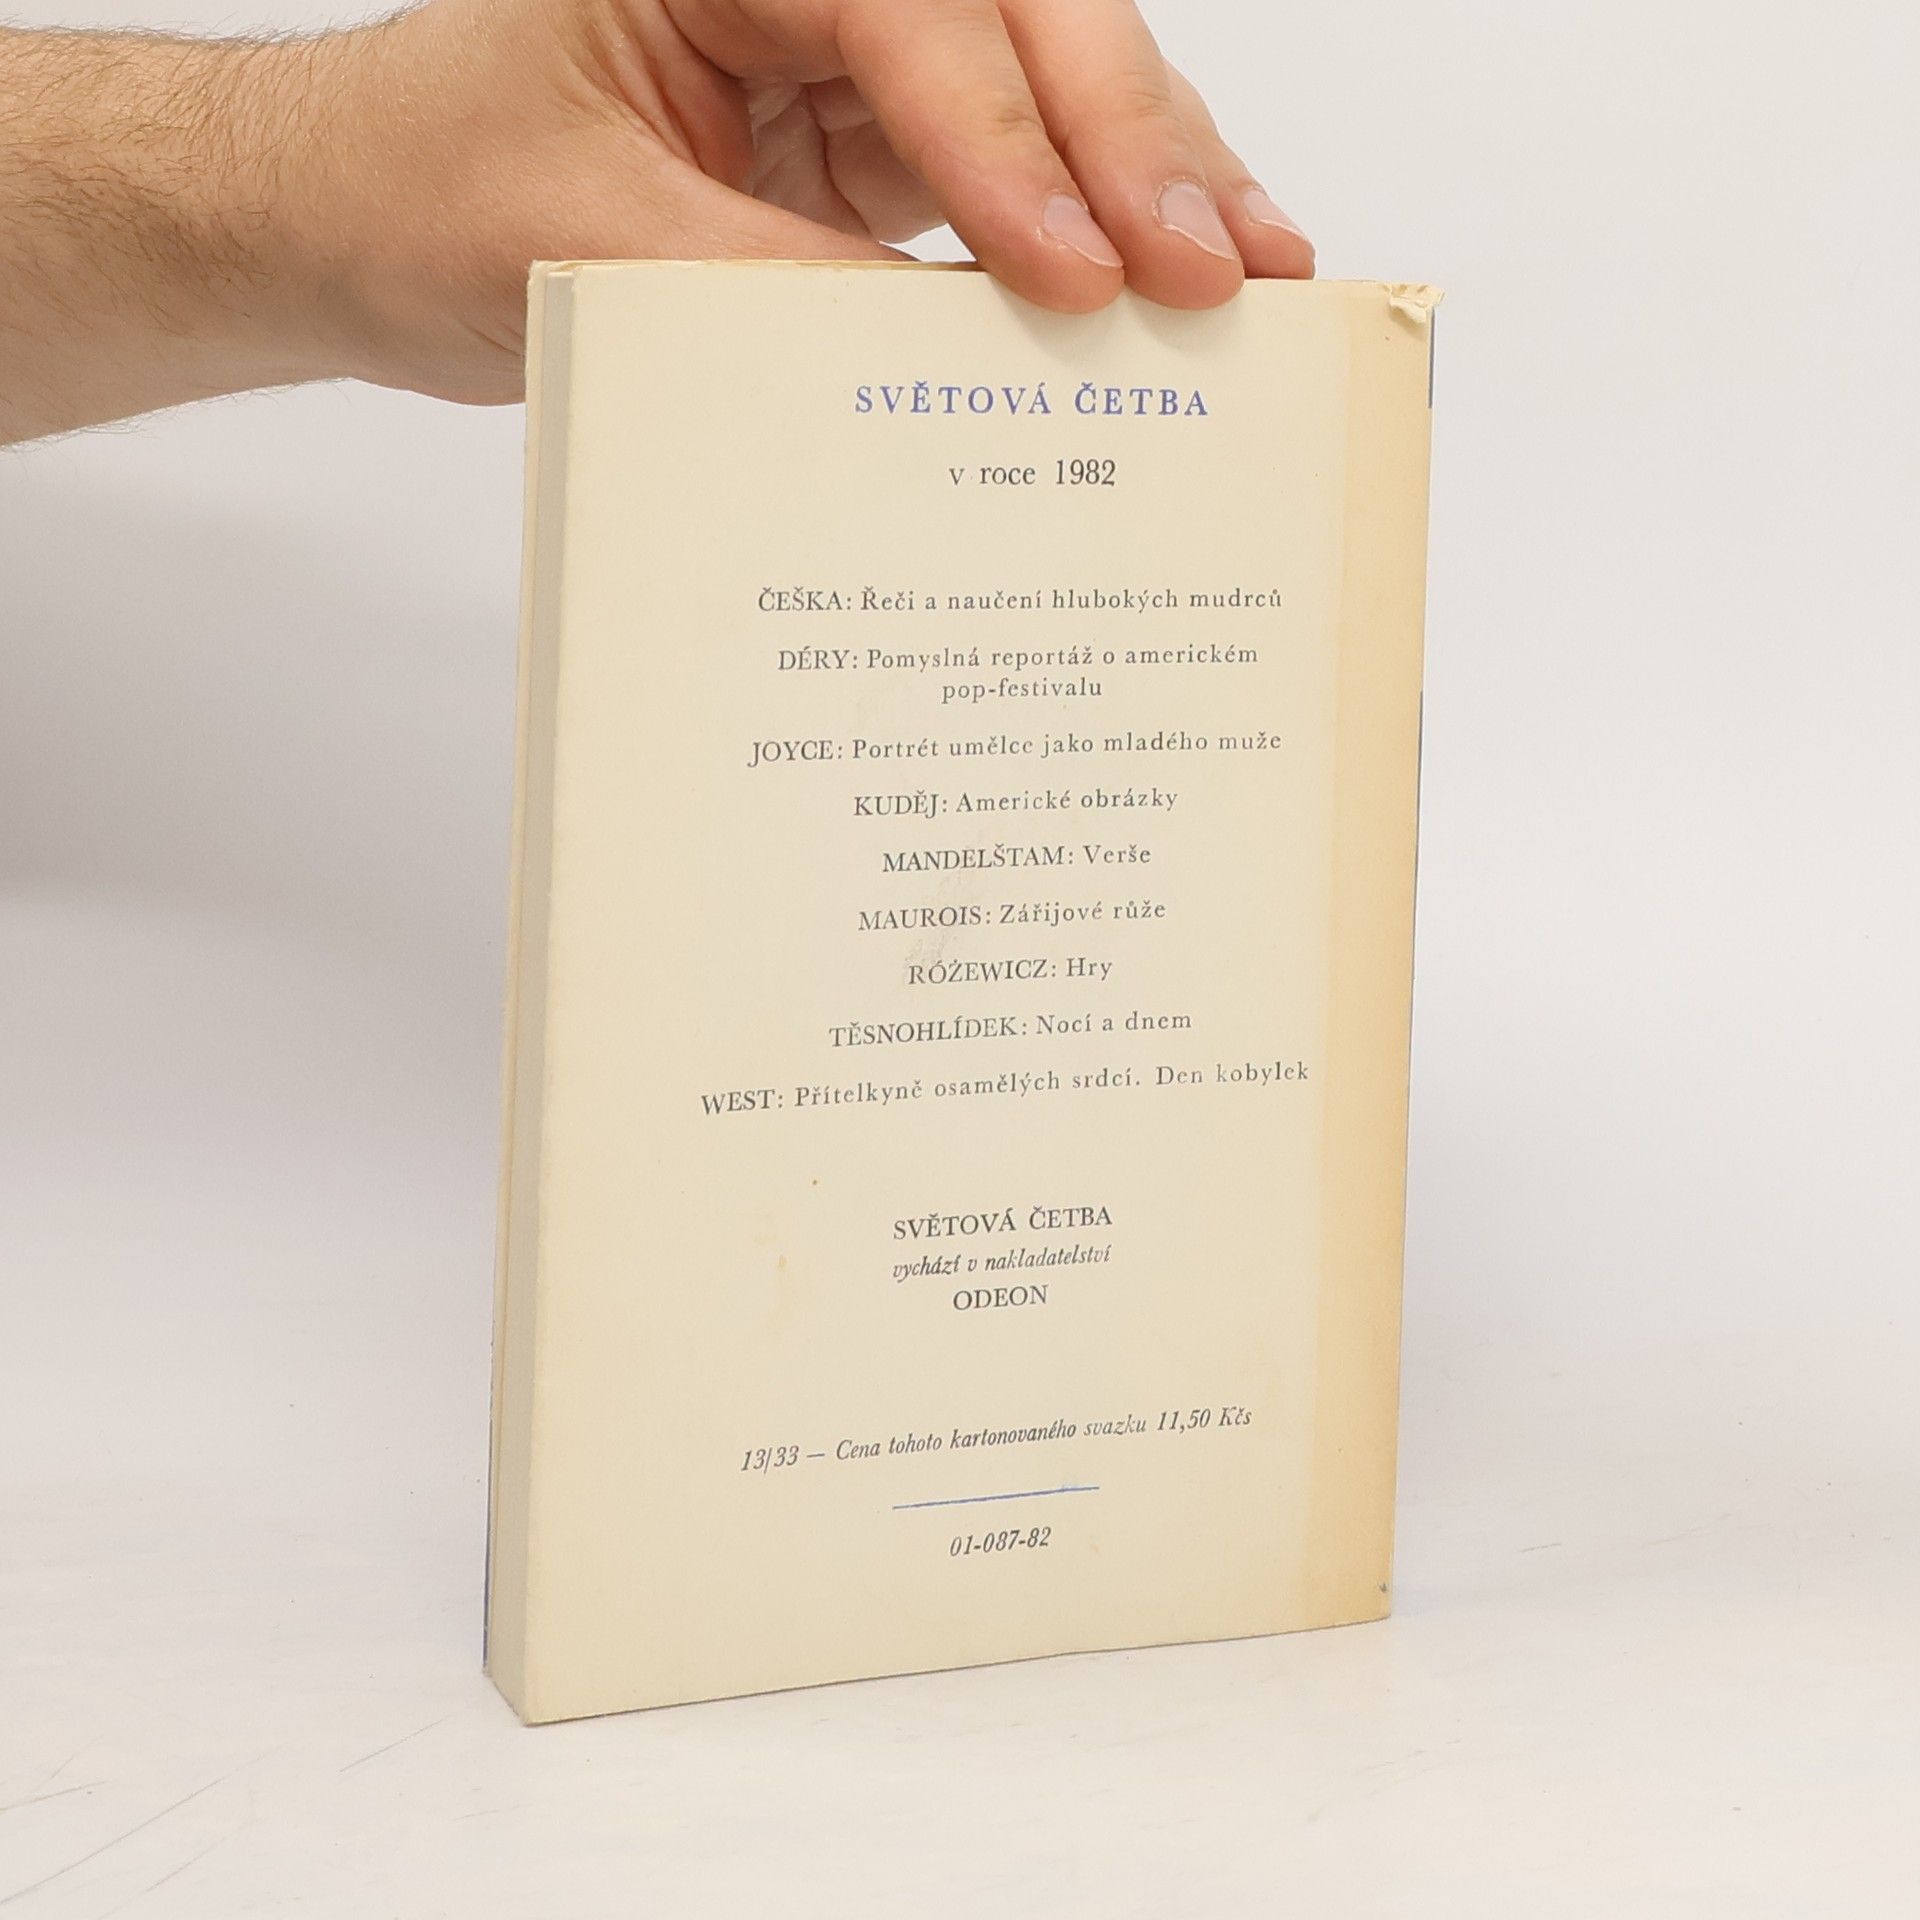 SVĚTOVÁ ČETBA
v roce 1982
ČEŠKA: Řeči a naučení hlubokých mudrců
DÉRY: Pomyslná reportáž o americkém
pop-festivalu
JOYCE: Portrét umělce jako mladého muže
KUDĚJ: Americké obrázky
MANDELŠTAM: Verše
MAUROIS: Zářijové růže
RÓŻEWICZ: Hry
TĚSNOHLÍDEK: Nocí a dnem
WEST: Přítelkyně osamělých srdcí. Den kobylek
SVĚTOVÁ ČETBA
vychází v nakladatelství
ODEON
13/33 — Cena tohoto kartonovaného svazku 11,50 Kčs
01-087-82